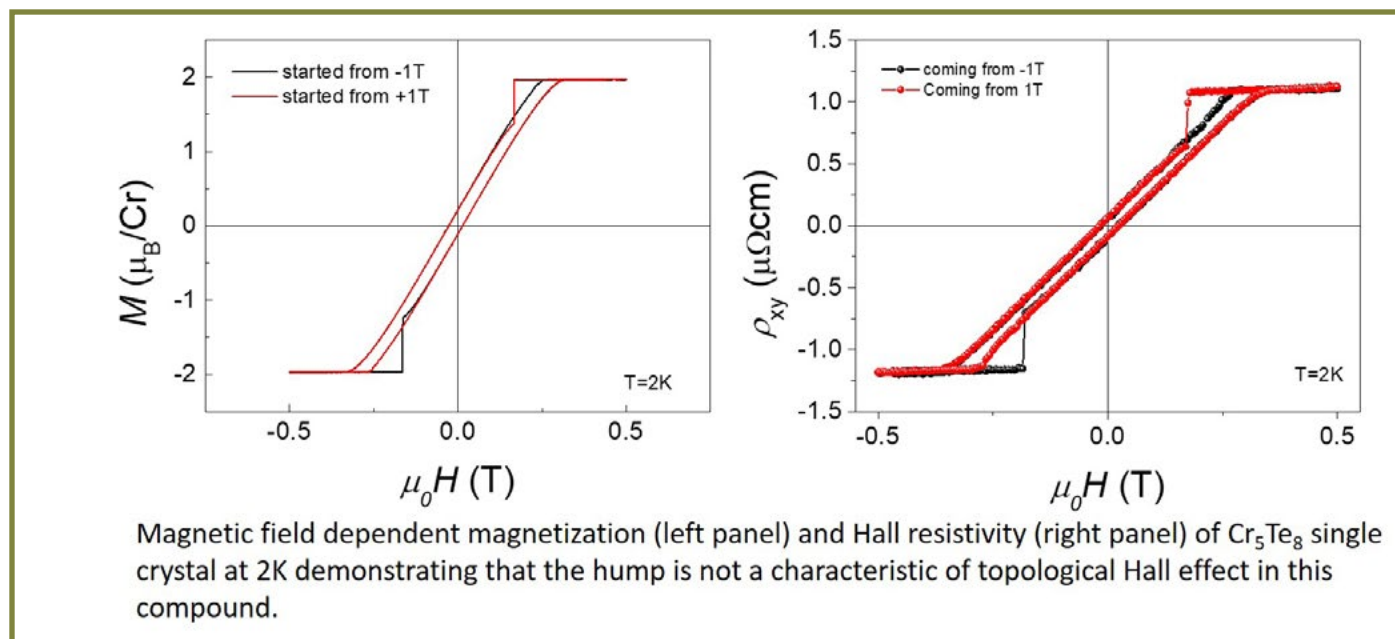 started from -1T
started from +1T
2
1
0
-1
-2
M (μB/Cr)
T=2K
-0.5 0.0 0.5
μ0H (T)
coming from -1T
Coming from 1T
1.5
1.0
0.5
0.0
-0.5
-1.0
-1.5
ρxy (μΩcm)
T=2K
-0.5 0.0 0.5
μ0H (T)
Magnetic field dependent magnetization (left panel) and Hall resistivity (right panel) of Cr5Te8 single
crystal at 2K demonstrating that the hump is not a characteristic of topological Hall effect in this
compound.